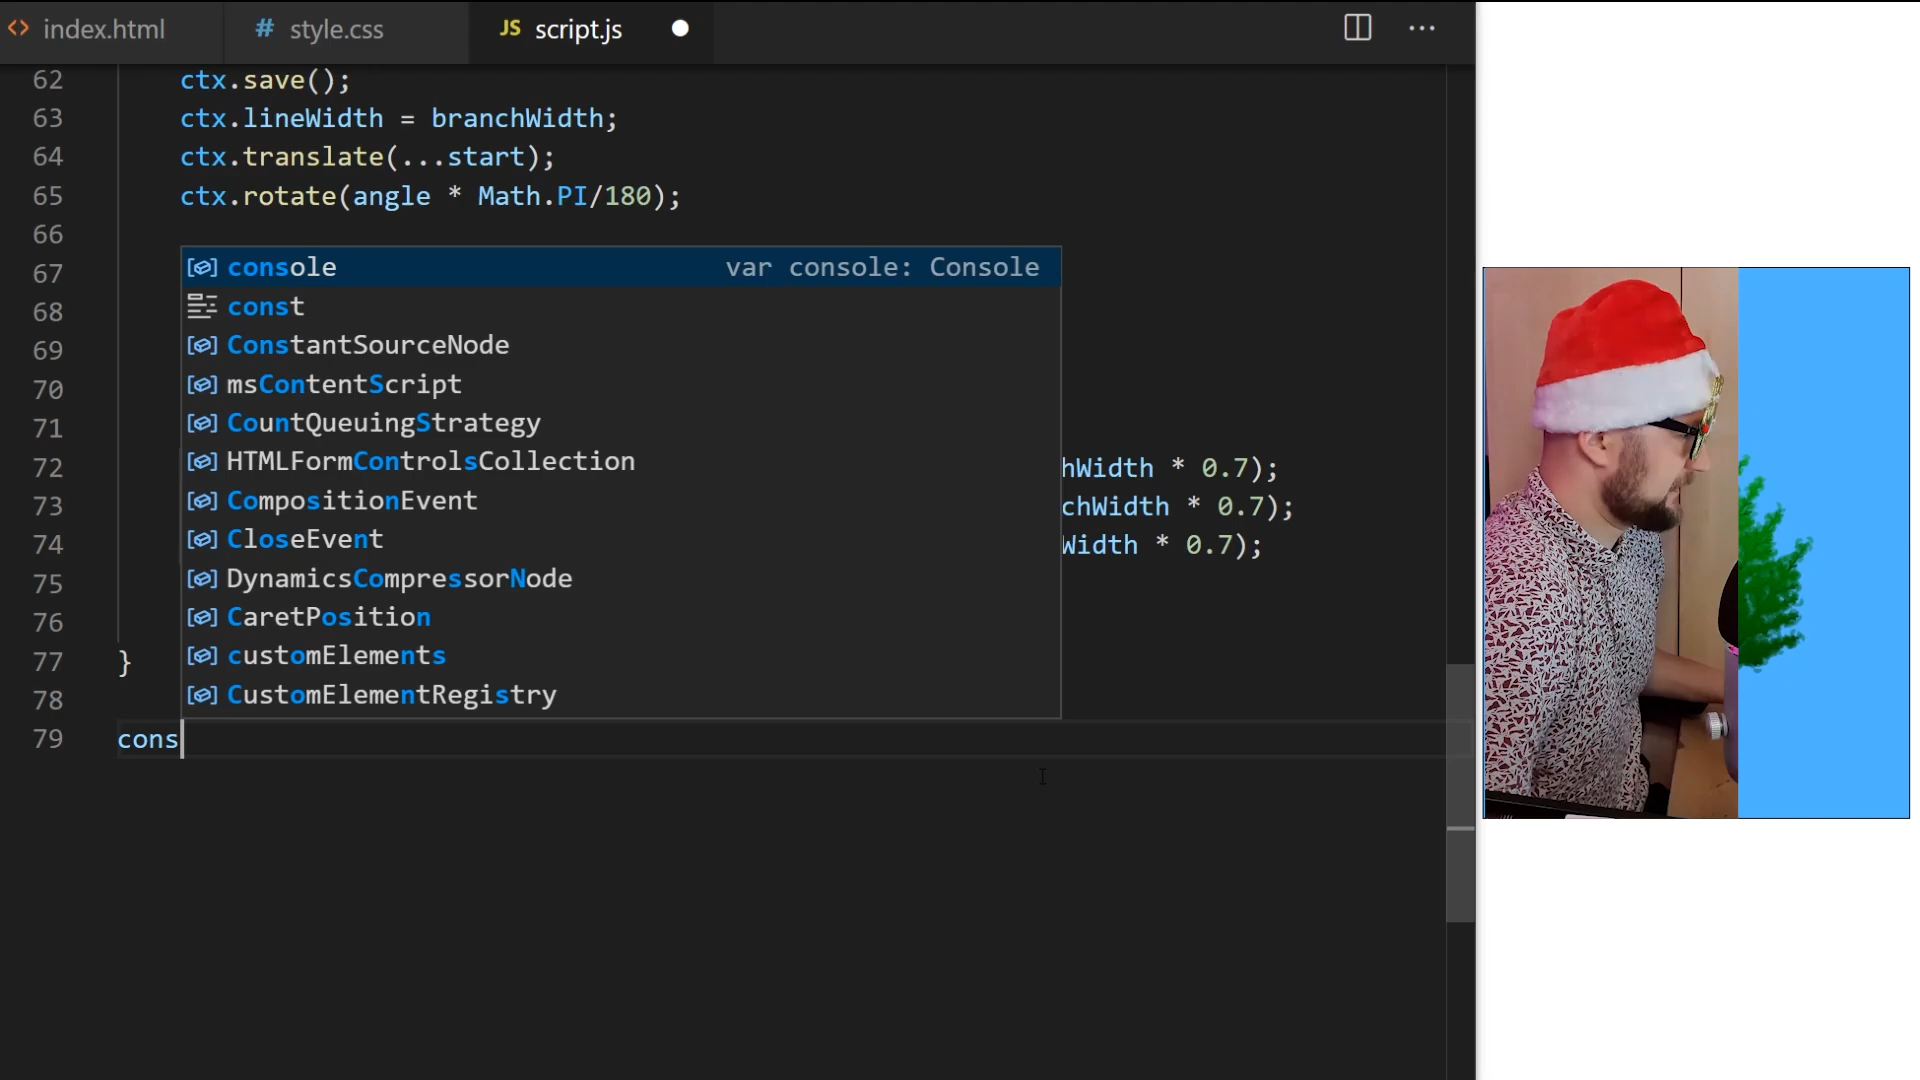 index.html
# style.css
JS script.js
62 ctx.save();
63 ctx.lineWidth = branchWidth;
64 ctx.translate(...start);
65 ctx.rotate(angle * Math.PI/180);
66
67 console var console: Console
68 const
69 ConstantSourceNode
70 msContentScript
71 CountQueuingStrategy
72 HTMLFormControlsCollection hWidth * 0.7);
73 CompositionEvent chWidth * 0.7);
74 CloseEvent Width * 0.7);
75 DynamicsCompressorNode
76 CaretPosition
77 } customElements
78 CustomElementRegistry
79 cons